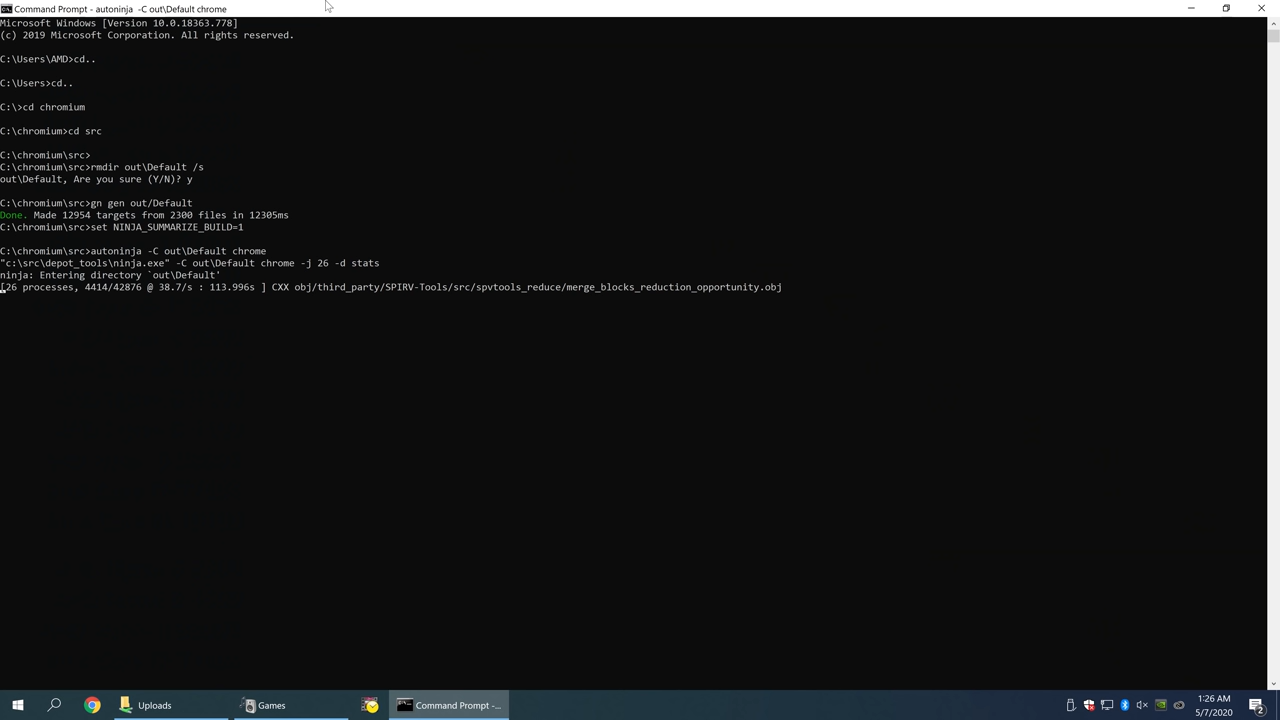 Command Prompt - autoninja  -C out\Default chrome
Microsoft Windows [Version 10.0.18363.778]
(c) 2019 Microsoft Corporation. All rights reserved.
C:\Users\AMD>cd..
C:\Users>cd..
C:\>cd chromium
C:\chromium>cd src
C:\chromium\src>
C:\chromium\src>rmdir out\Default /s
out\Default, Are you sure (Y/N)? y
C:\chromium\src>gn gen out/Default
Done. Made 12954 targets from 2300 files in 12305ms
C:\chromium\src>set NINJA_SUMMARIZE_BUILD=1
C:\chromium\src>autoninja -C out\Default chrome
"c:\src\depot_tools\ninja.exe" -C out\Default chrome -j 26 -d stats
ninja: Entering directory `out\Default'
[26 processes, 4414/42876 @ 38.7/s : 113.996s ] CXX obj/third_party/SPIRV-Tools/src/spvtools_reduce/merge_blocks_reduction_opportunity.obj
Uploads
Games
Command Prompt -...
1:26 AM
5/7/2020
2